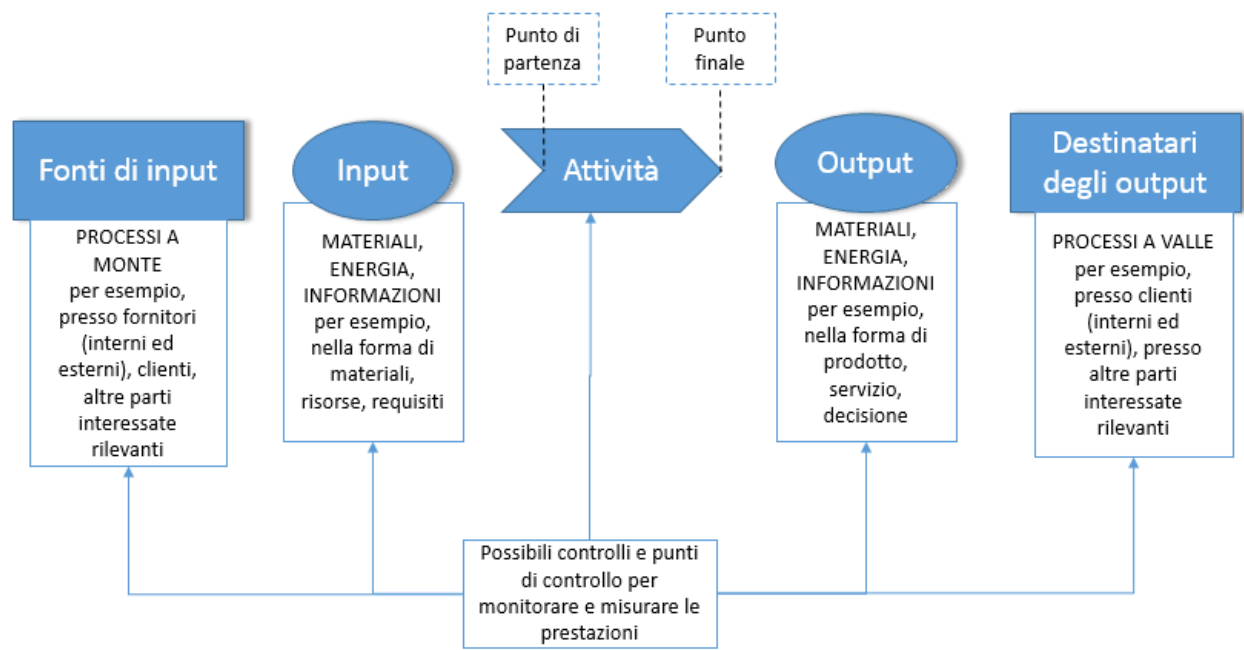 Punto di
partenza
Punto
finale
Fonti di input
Input
Attività
Output
Destinatari
degli output
PROCESSI A
MONTE
per esempio,
presso fornitori
(interni ed
esterni), clienti,
altre parti
interessate
rilevanti
MATERIALI,
ENERGIA,
INFORMAZIONI
per esempio,
nella forma di
materiali,
risorse, requisiti
MATERIALI,
ENERGIA,
INFORMAZIONI
per esempio,
nella forma di
prodotto,
servizio,
decisione
PROCESSI A VALLE
per esempio,
presso clienti
(interni ed
esterni), presso
altre parti
interessate
rilevanti
Possibili controlli e punti
di controllo per
monitorare e misurare le
prestazioni